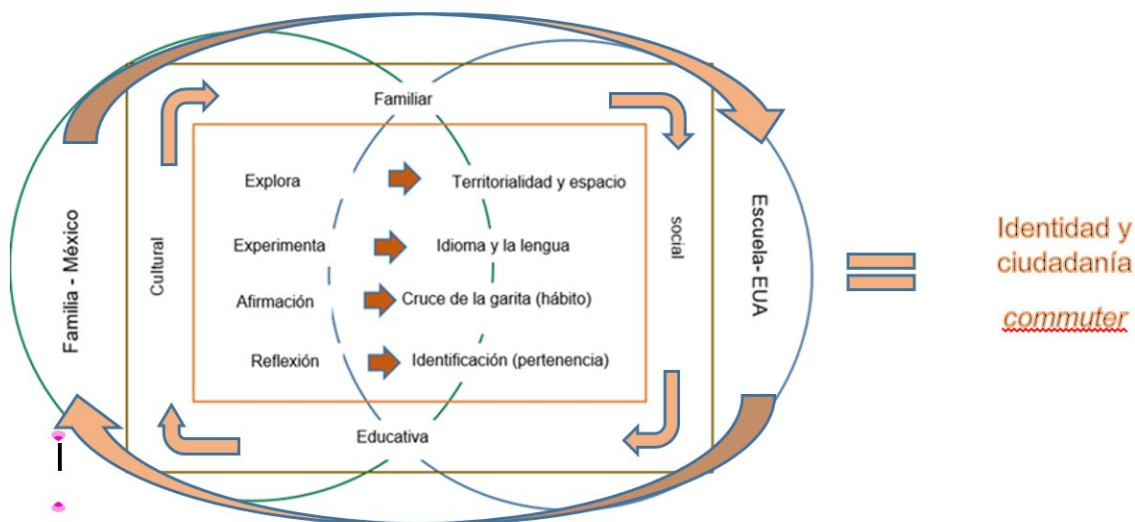 Familiar
Familia - México
Cultural
Explora
Territorialidad y espacio
Experimenta
Idioma y la lengua
Afirmación
Cruce de la garita (hábito)
Reflexión
Identificación (pertenencia)
social
Escuela- EUA
Educativa
Identidad y
ciudadanía
commuter